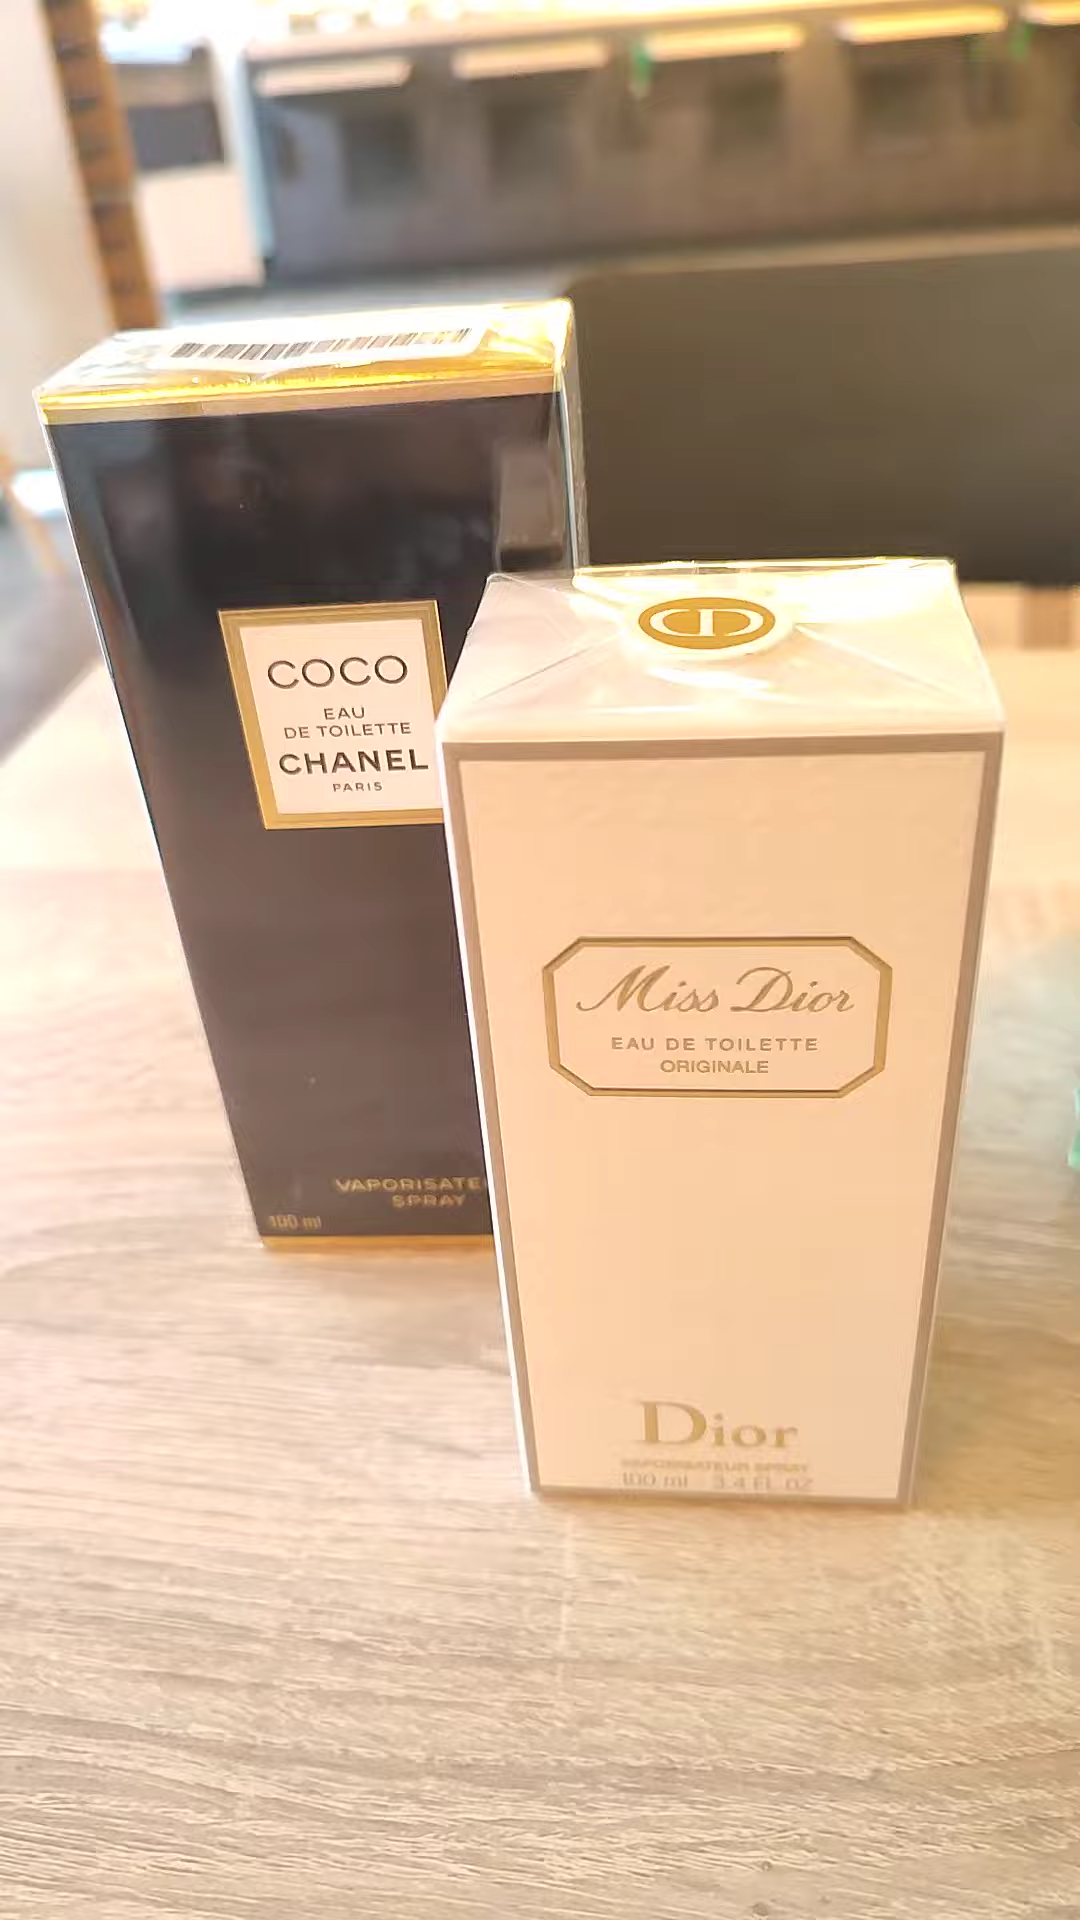 COCO
EAU
DE TOILETTE
CHANEL
PARIS
SPRAY
100 ml
Miss Dior
EAU DE TOILETTE
ORIGINALE
Dior
VAPORISATEUR SPRAY
100 ml 3.4 FL. OZ